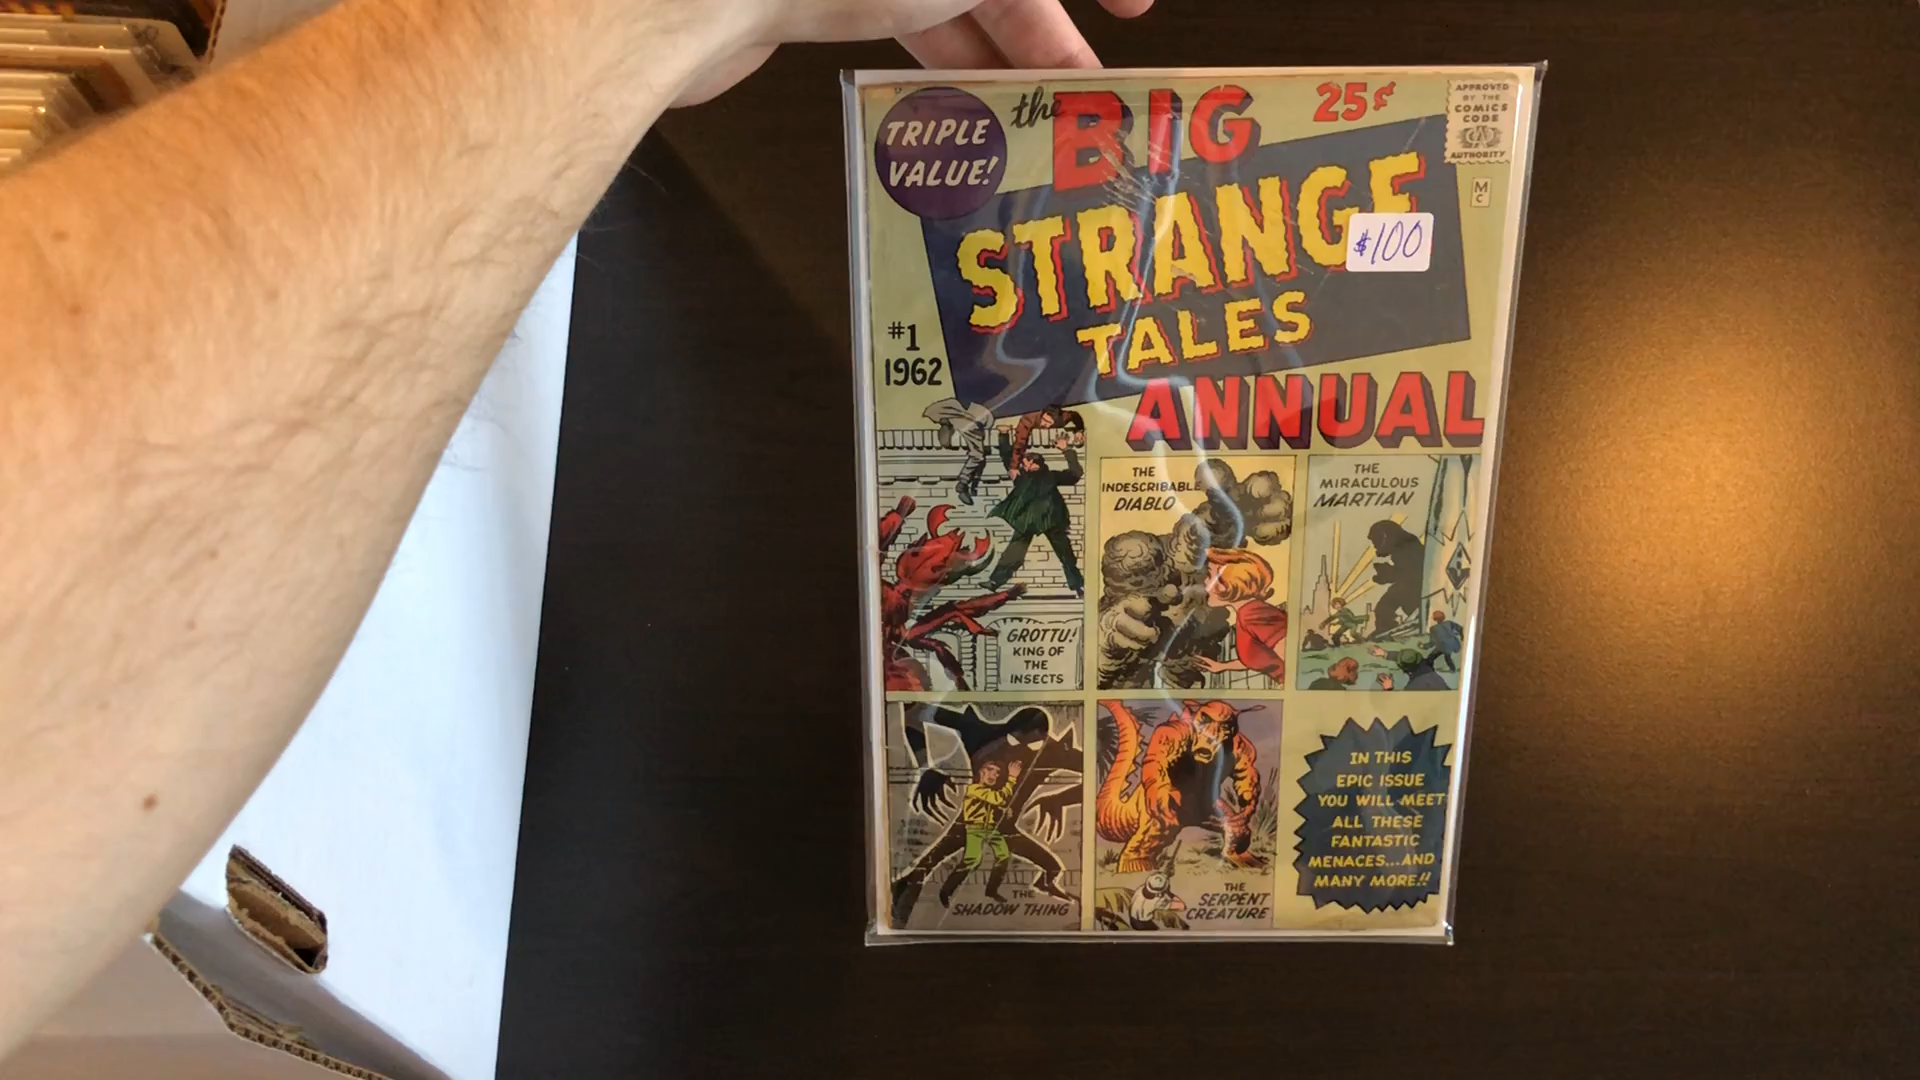 TRIPLE
VALUE!
the BIG
25¢
APPROVED
BY THE
COMICS
CODE
CA
AUTHORITY
M
C
STRANGE
$100
TALES
#1
1962
ANNUAL
THE
INDESCRIBABLE
DIABLO
THE
MIRACULOUS
MARTIAN
GROTTU!
KING OF
THE
INSECTS
THE
SHADOW THING
THE
SERPENT
CREATURE
IN THIS
EPIC ISSUE
YOU WILL MEET
ALL THESE
FANTASTIC
MENACES...AND
MANY MORE!!